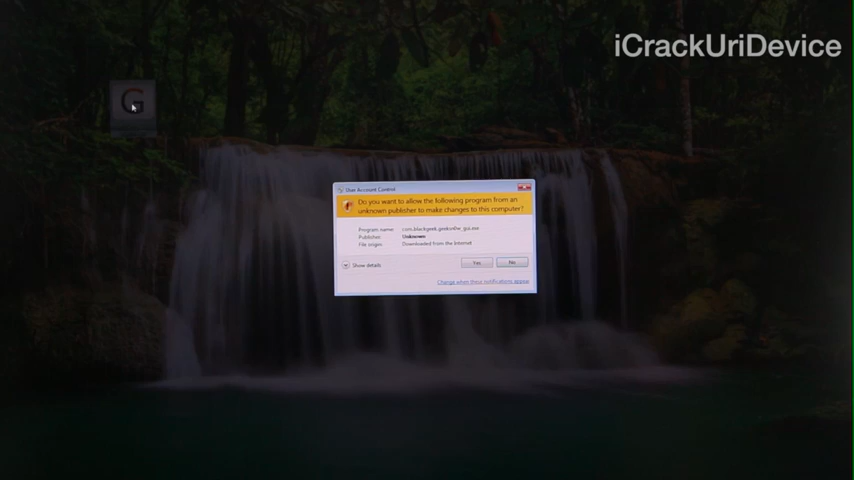 iCrackUriDevice
G
User Account Control
Do you want to allow the following program from an
unknown publisher to make changes to this computer?
Program name:
Publisher: Unknown
File origin: Downloaded from the Internet
Show details
Yes
No
Change when these notifications appear